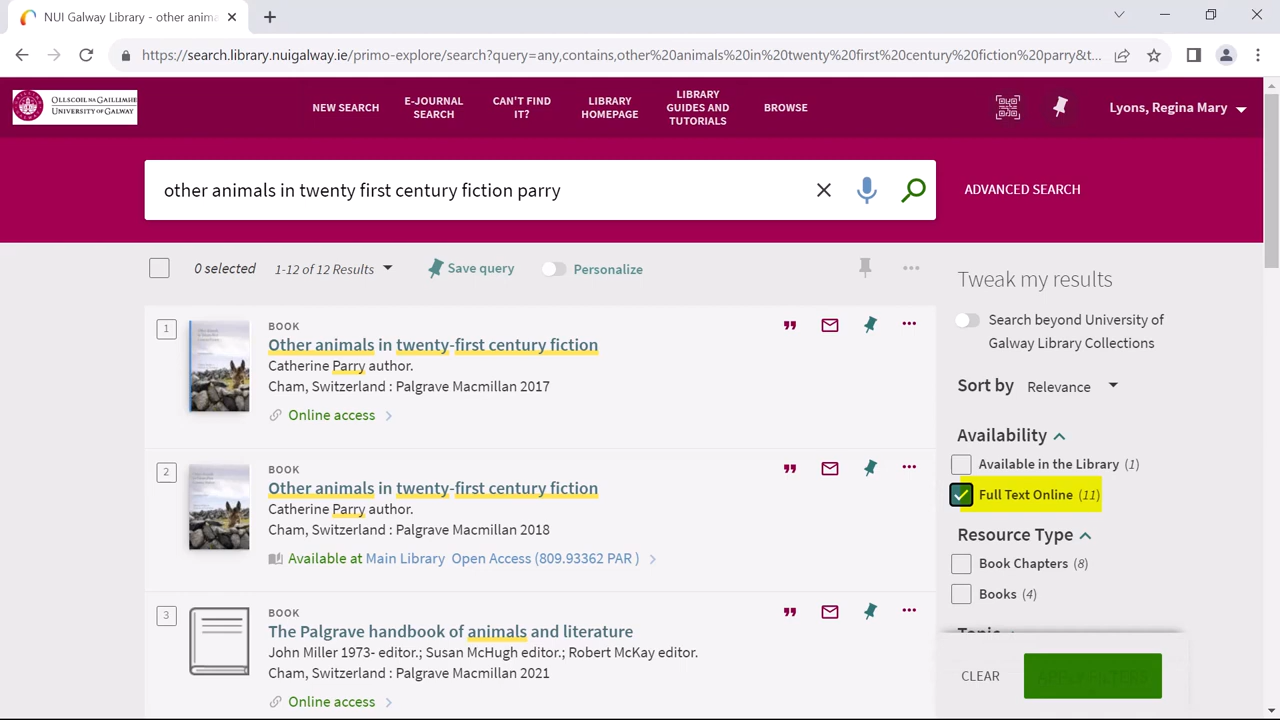 NUI Galway Library - other anima
https://search.library.nuigalway.ie/primo-explore/search?query=any,contains,other%20animals%20in%20twenty%20first%20century%20fiction%20parry&t...
OLLSCOIL NA GAILLIMHE
UNIVERSITY OF GALWAY
NEW SEARCH
E-JOURNAL
SEARCH
CAN'T FIND
IT?
LIBRARY
HOMEPAGE
LIBRARY
GUIDES AND
TUTORIALS
BROWSE
Lyons, Regina Mary
other animals in twenty first century fiction parry
ADVANCED SEARCH
0 selected 1-12 of 12 Results Save query Personalize
1
BOOK
Other animals in twenty-first century fiction
Catherine Parry author.
Cham, Switzerland : Palgrave Macmillan 2017
Online access
2
BOOK
Other animals in twenty-first century fiction
Catherine Parry author.
Cham, Switzerland : Palgrave Macmillan 2018
Available at Main Library Open Access (809.93362 PAR )
3
BOOK
The Palgrave handbook of animals and literature
John Miller 1973- editor.; Susan McHugh editor.; Robert McKay editor.
Cham, Switzerland : Palgrave Macmillan 2021
Online access
Tweak my results
Search beyond University of
Galway Library Collections
Sort by Relevance
Availability
Available in the Library (1)
Full Text Online (11)
Resource Type
Book Chapters (8)
Books (4)
CLEAR